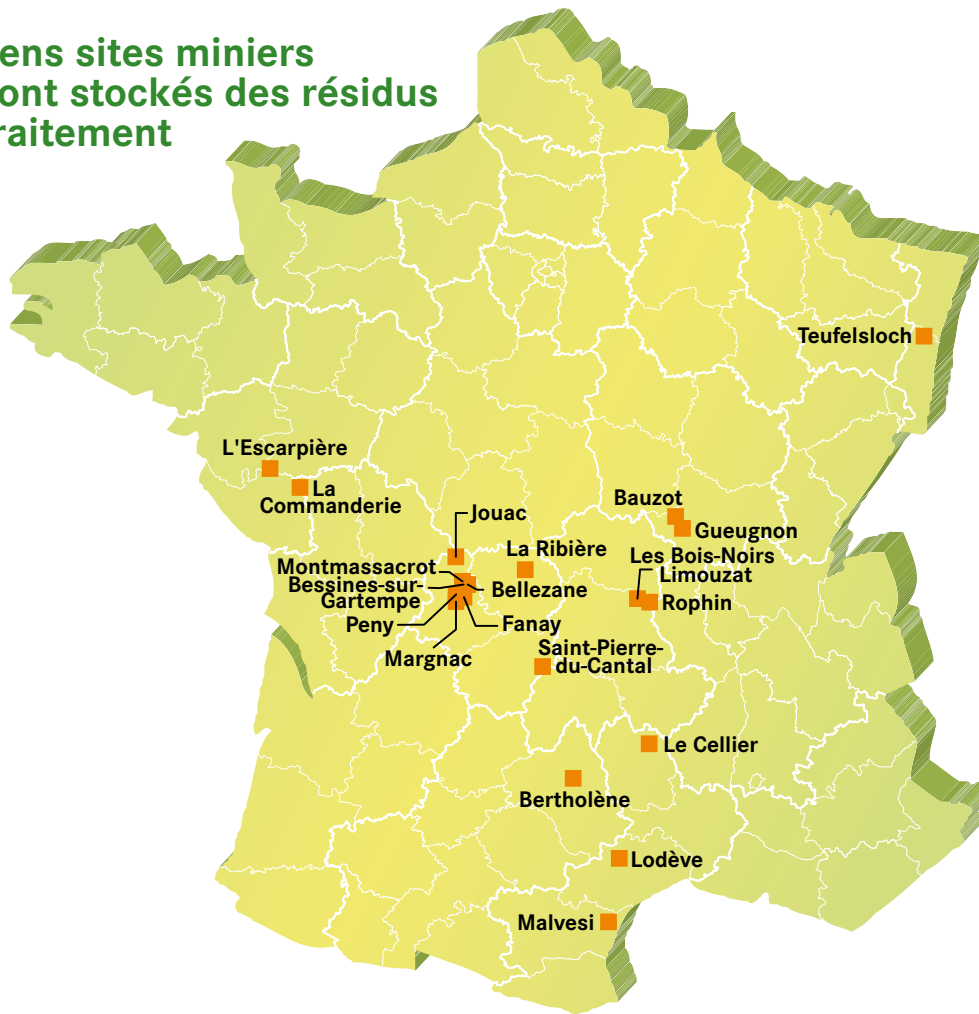 ens sites miniers
ont stockés des résidus
raitement
Teufelsloch
L'Escarpière
La
Commanderie
Bauzot
Jouac
Gueugnon
La Ribière
Les Bois-Noirs
Limouzat
Montmassacrot
Bessines-sur-
Gartempe
Bellezane
Rophin
Peny
Fanay
Margnac
Saint-Pierre-
du-Cantal
Le Cellier
Bertholène
Lodève
Malvesi